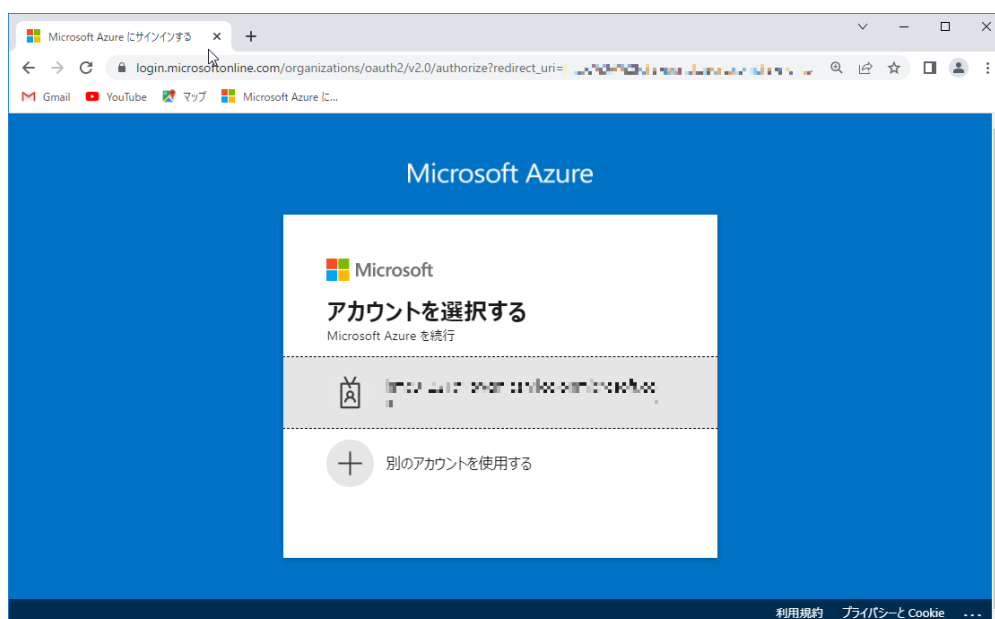 Microsoft Azure にサインインする
login.microsoftonline.com/organizations/oauth2/v2.0/authorize?redirect_uri=
Gmail YouTube マップ Microsoft Azure に...
Microsoft Azure
Microsoft
アカウントを選択する
Microsoft Azure を続行
別のアカウントを使用する
利用規約 プライバシーと Cookie ...